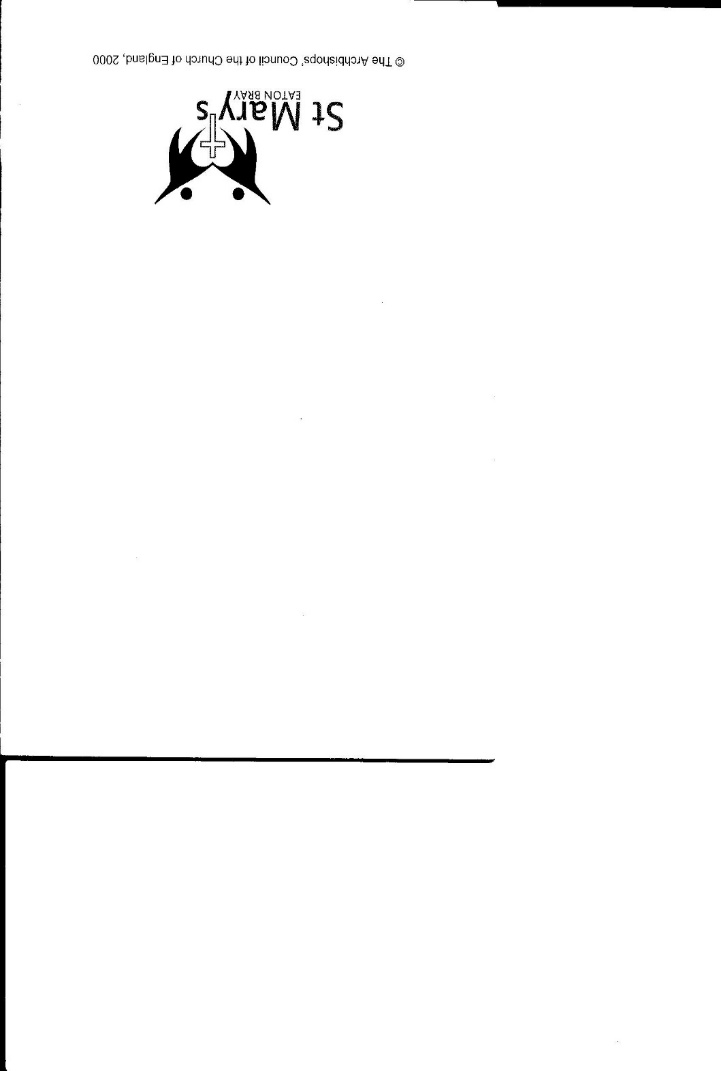 St Mary's
EATON BRAY
© The Archbishops' Council of the Church of England, 2000